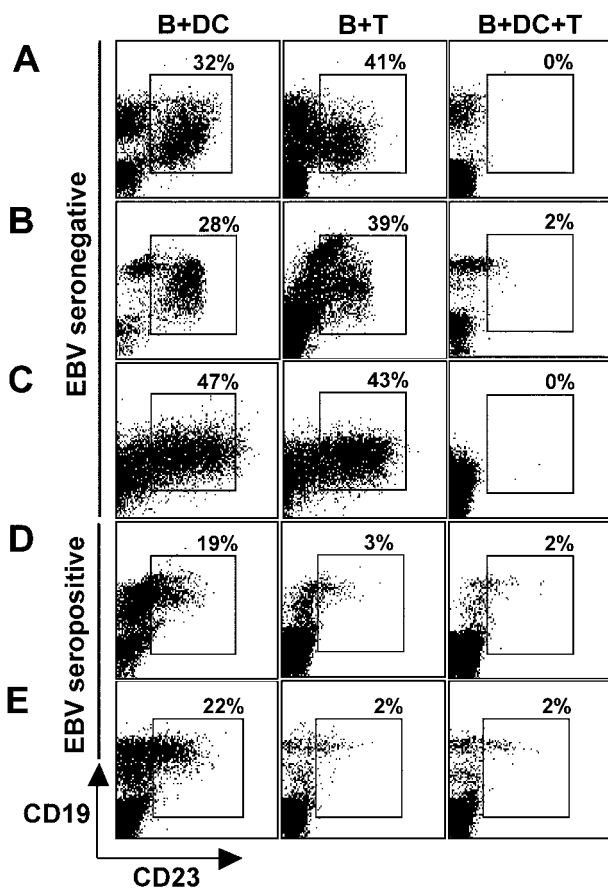 B+DC B+T B+DC+T
A
32% 41% 0%
B
28% 39% 2%
EBV seronegative
C
47% 43% 0%
D
19% 3% 2%
EBV seropositive
E
22% 2% 2%
CD19
CD23